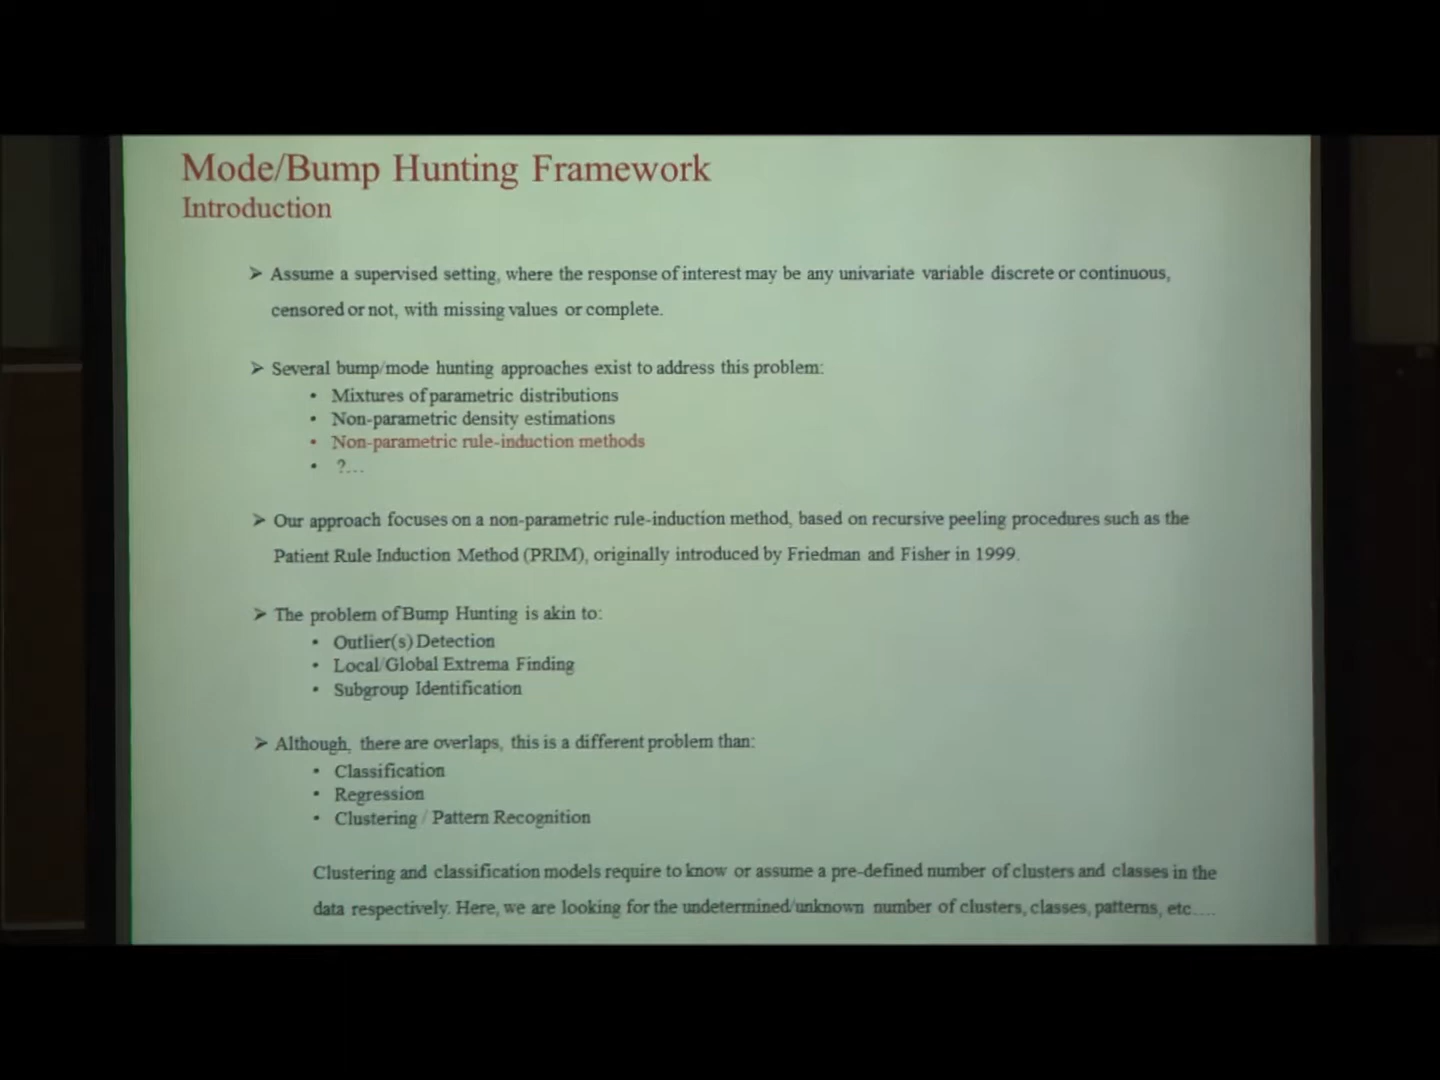 Mode/Bump Hunting Framework
Introduction
➢ Assume a supervised setting, where the response of interest may be any univariate variable discrete or continuous,
censored or not, with missing values or complete.
➢ Several bump/mode hunting approaches exist to address this problem:
• Mixtures of parametric distributions
• Non-parametric density estimations
• Non-parametric rule-induction methods
• ?...
➢ Our approach focuses on a non-parametric rule-induction method, based on recursive peeling procedures such as the
Patient Rule Induction Method (PRIM), originally introduced by Friedman and Fisher in 1999.
➢ The problem of Bump Hunting is akin to:
• Outlier(s) Detection
• Local/Global Extrema Finding
• Subgroup Identification
➢ Although, there are overlaps, this is a different problem than:
• Classification
• Regression
• Clustering / Pattern Recognition
Clustering and classification models require to know or assume a pre-defined number of clusters and classes in the
data respectively. Here, we are looking for the undetermined/unknown number of clusters, classes, patterns, etc....